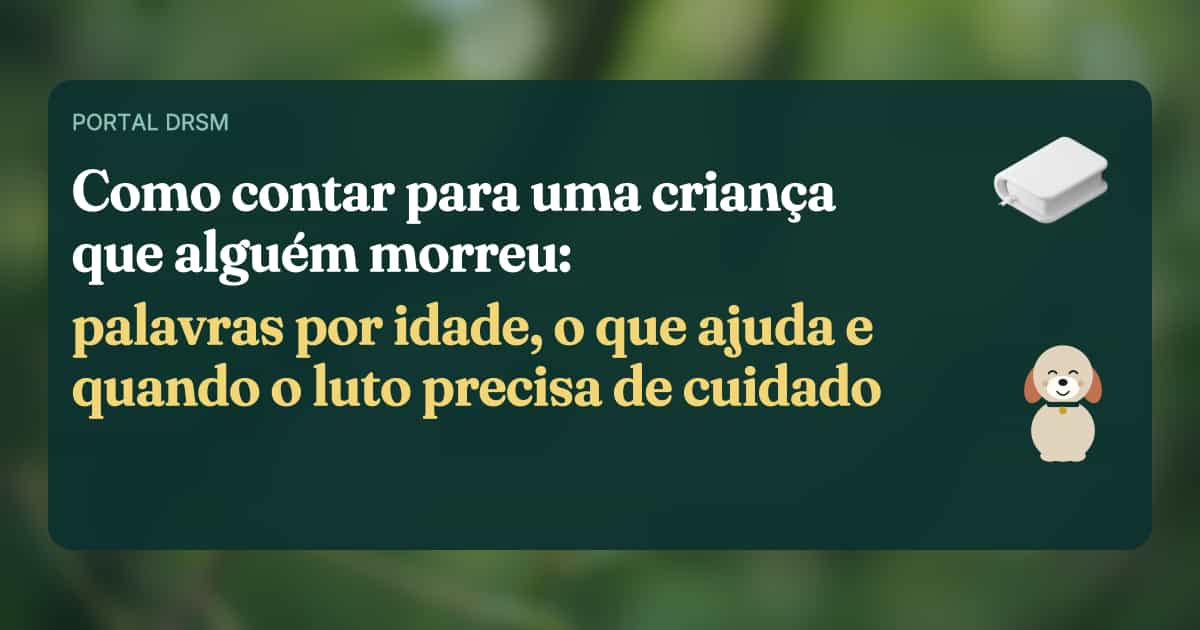 PORTAL DRSM
Como contar para uma criança
que alguém morreu:
palavras por idade, o que ajuda e
quando o luto precisa de cuidado